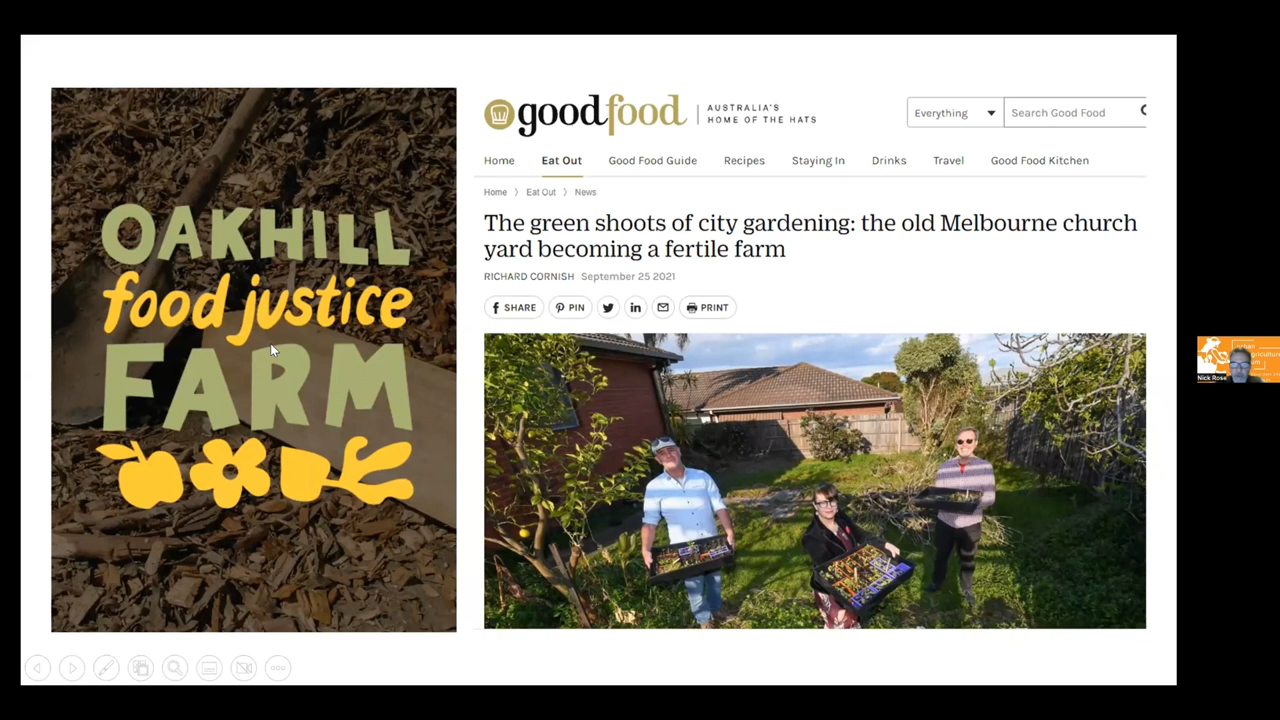 OAKHILL
food justice
FARM
goodfood
AUSTRALIA'S
HOME OF THE HATS
Everything
Search Good Food
Home
Eat Out
Good Food Guide
Recipes
Staying In
Drinks
Travel
Good Food Kitchen
Home
Eat Out
News
The green shoots of city gardening: the old Melbourne church
yard becoming a fertile farm
RICHARD CORNISH September 25 2021
SHARE
PIN
PRINT
Nick Rose